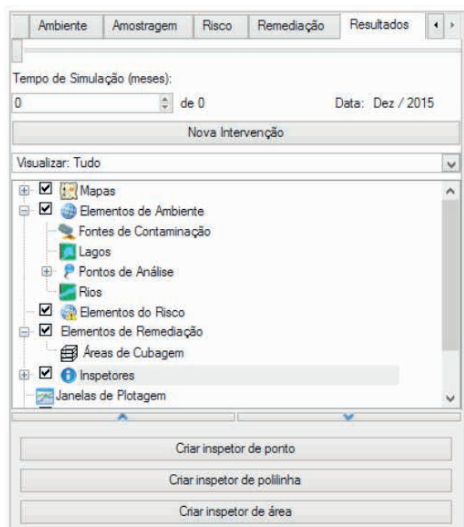 Ambiente Amostragem Risco Remediação Resultados
Tempo de Simulação (meses):
0 de 0 Data: Dez / 2015
Nova Intervenção
Visualizar: Tudo
Mapas
Elementos de Ambiente
Fontes de Contaminação
Lagos
Pontos de Análise
Rios
Elementos do Risco
Elementos de Remediação
Áreas de Cubagem
Inspetores
Janelas de Plotagem
Criar inspetor de ponto
Criar inspetor de polilinha
Criar inspetor de área